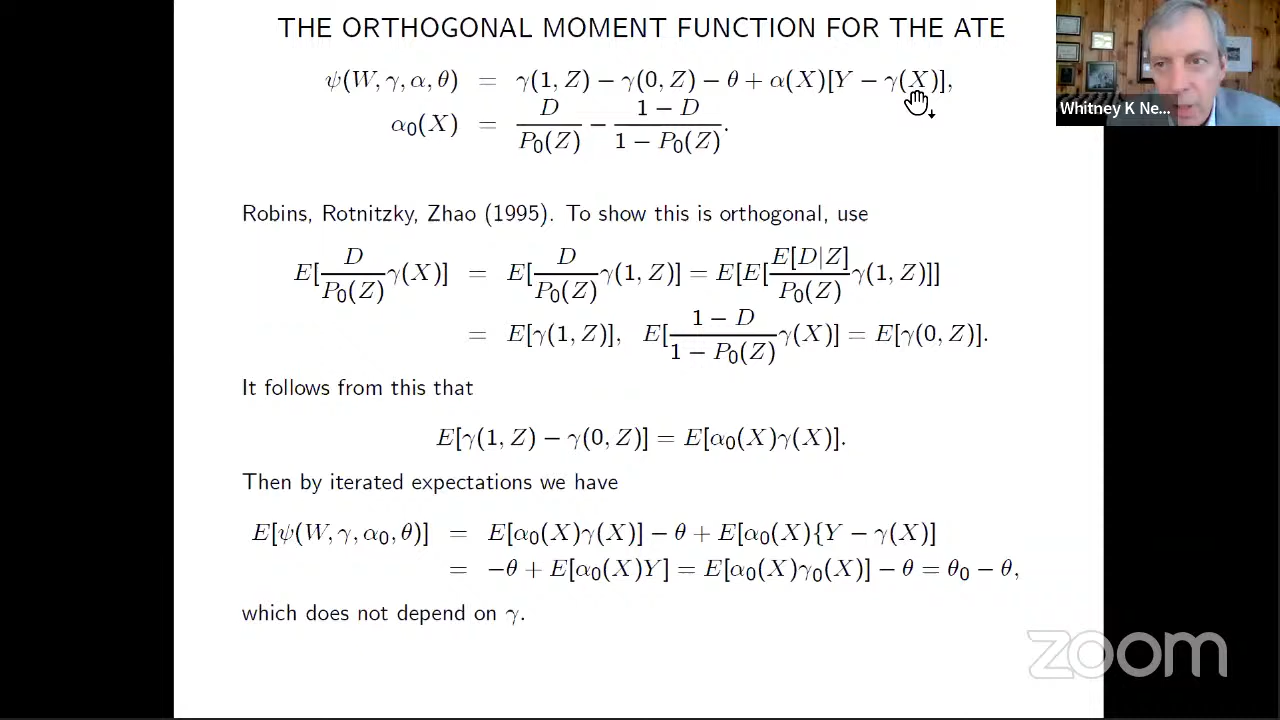 THE ORTHOGONAL MOMENT FUNCTION FOR THE ATE
ψ(W, γ, α, θ) = γ(1, Z) − γ(0, Z) − θ + α(X)[Y − γ(X)],
α₀(X) = D/P₀(Z) − (1 − D)/(1 − P₀(Z)).
Whitney K Ne...
Robins, Rotnitzky, Zhao (1995). To show this is orthogonal, use
E[D/P₀(Z) γ(X)] = E[D/P₀(Z) γ(1, Z)] = E[E[E[D|Z]/P₀(Z) γ(1, Z)]]
= E[γ(1, Z)], E[(1 − D)/(1 − P₀(Z)) γ(X)] = E[γ(0, Z)].
It follows from this that
E[γ(1, Z) − γ(0, Z)] = E[α₀(X)γ(X)].
Then by iterated expectations we have
E[ψ(W, γ, α₀, θ)] = E[α₀(X)γ(X)] − θ + E[α₀(X){Y − γ(X)]
= −θ + E[α₀(X)Y] = E[α₀(X)γ₀(X)] − θ = θ₀ − θ,
which does not depend on γ.
zoom